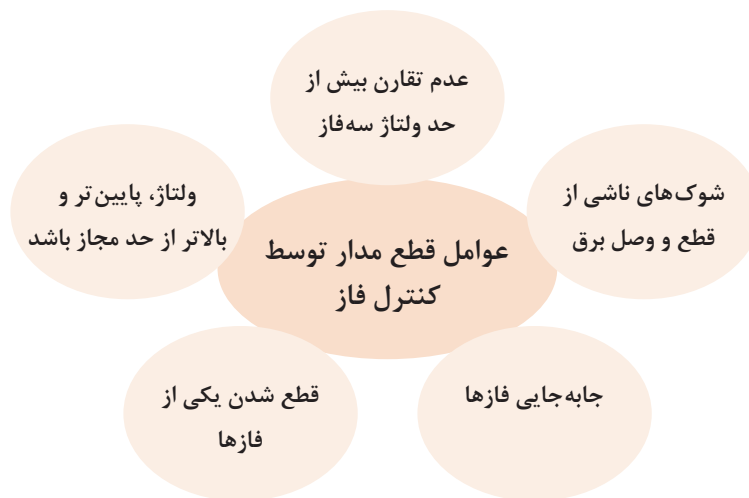 عدم تقارن بیش از
حد ولتاژ سه‌فاز
شوک‌های ناشی از
قطع و وصل برق
ولتاژ، پایین‌تر و
بالاتر از حد مجاز باشد
عوامل قطع مدار توسط
کنترل فاز
جابه‌جایی فازها
قطع شدن یکی از
فازها